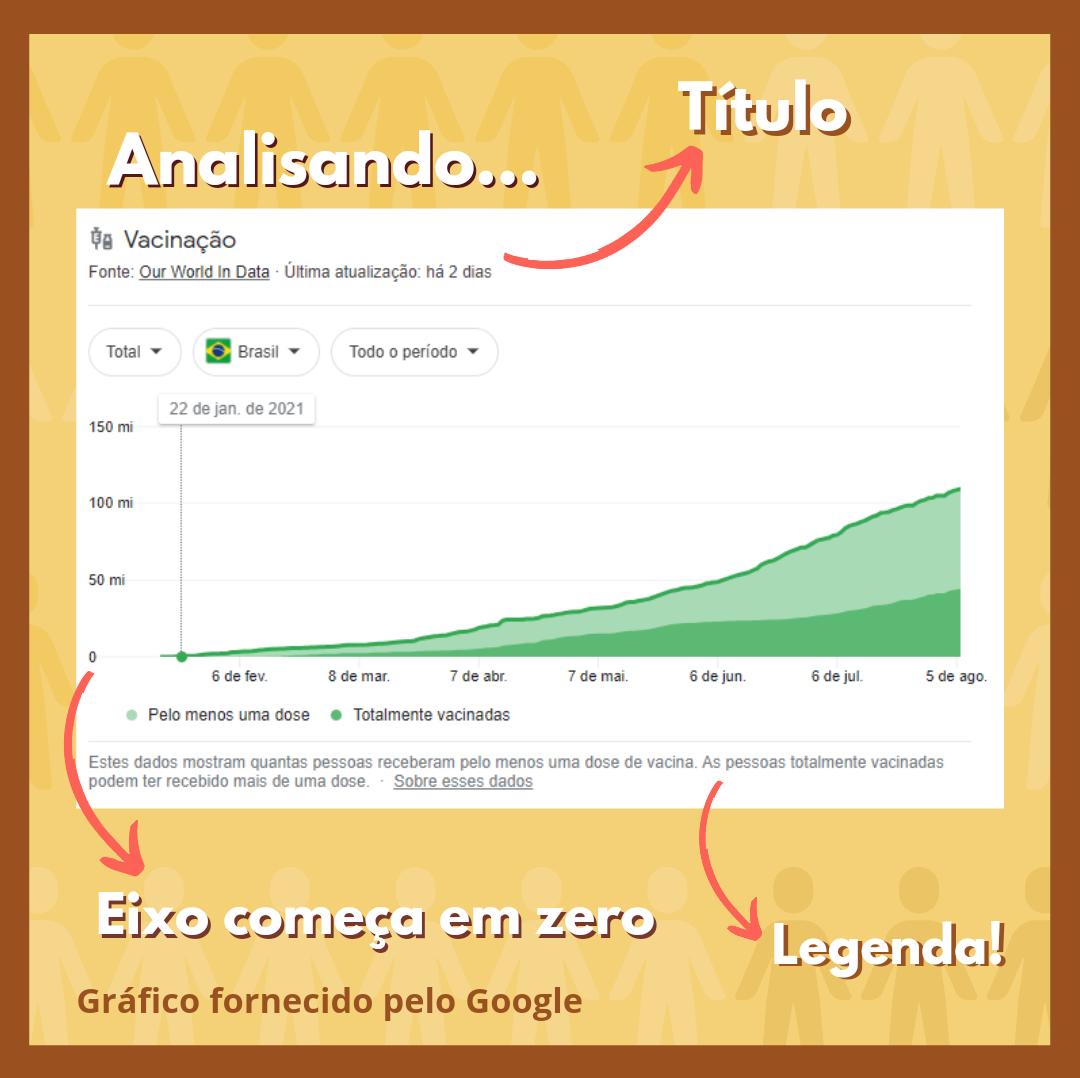 Título
Analisando...
Vacinação
Fonte: Our World In Data · Última atualização: há 2 dias
Total Brasil Todo o período
22 de jan. de 2021
150 mi
100 mi
50 mi
0
6 de fev. 8 de mar. 7 de abr. 7 de mai. 6 de jun. 6 de jul. 5 de ago.
Pelo menos uma dose Totalmente vacinadas
Estes dados mostram quantas pessoas receberam pelo menos uma dose de vacina. As pessoas totalmente vacinadas
podem ter recebido mais de uma dose. · Sobre esses dados
Eixo começa em zero
Legenda!
Gráfico fornecido pelo Google